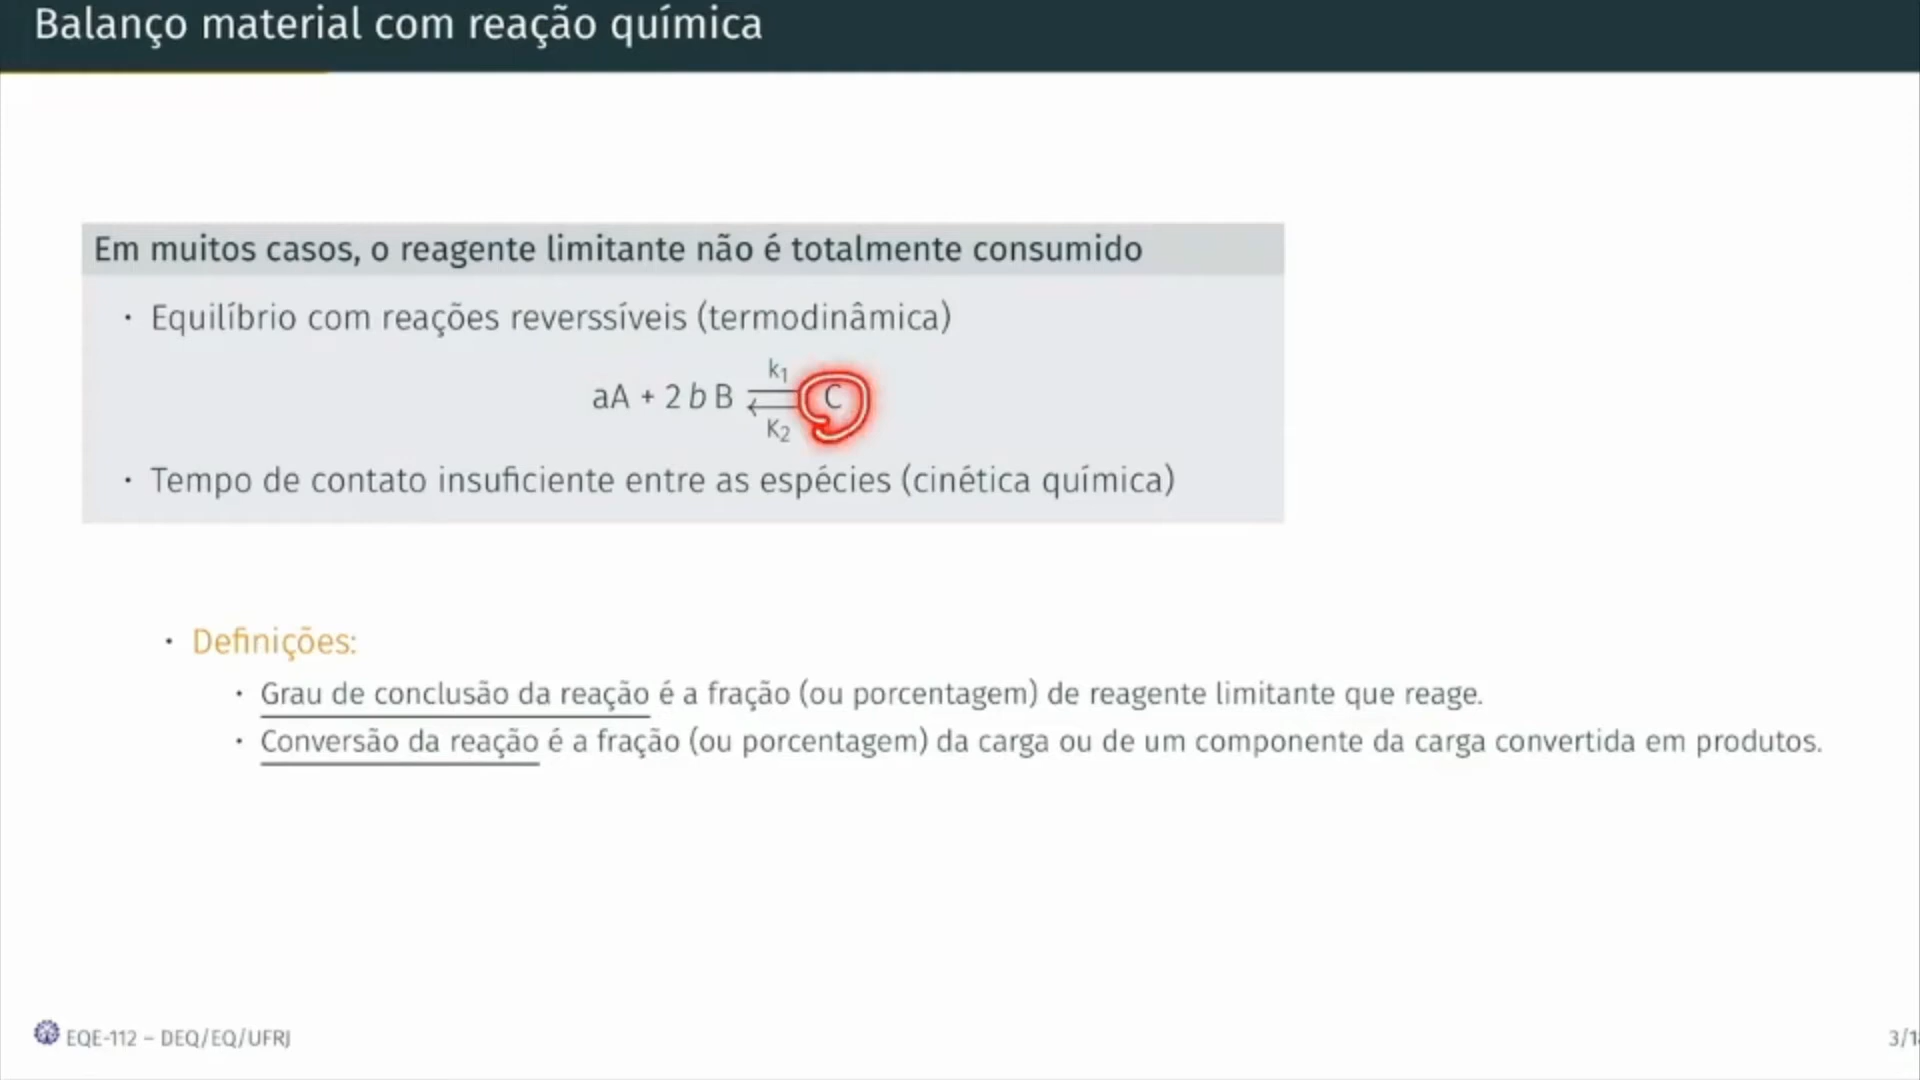 Balanço material com reação química
Em muitos casos, o reagente limitante não é totalmente consumido
· Equilíbrio com reações reverssíveis (termodinâmica)
k₁
aA + 2 b B ⇌ C
K₂
· Tempo de contato insuficiente entre as espécies (cinética química)
· Definições:
· Grau de conclusão da reação é a fração (ou porcentagem) de reagente limitante que reage.
· Conversão da reação é a fração (ou porcentagem) da carga ou de um componente da carga convertida em produtos.
EQE-112 – DEQ/EQ/UFRJ